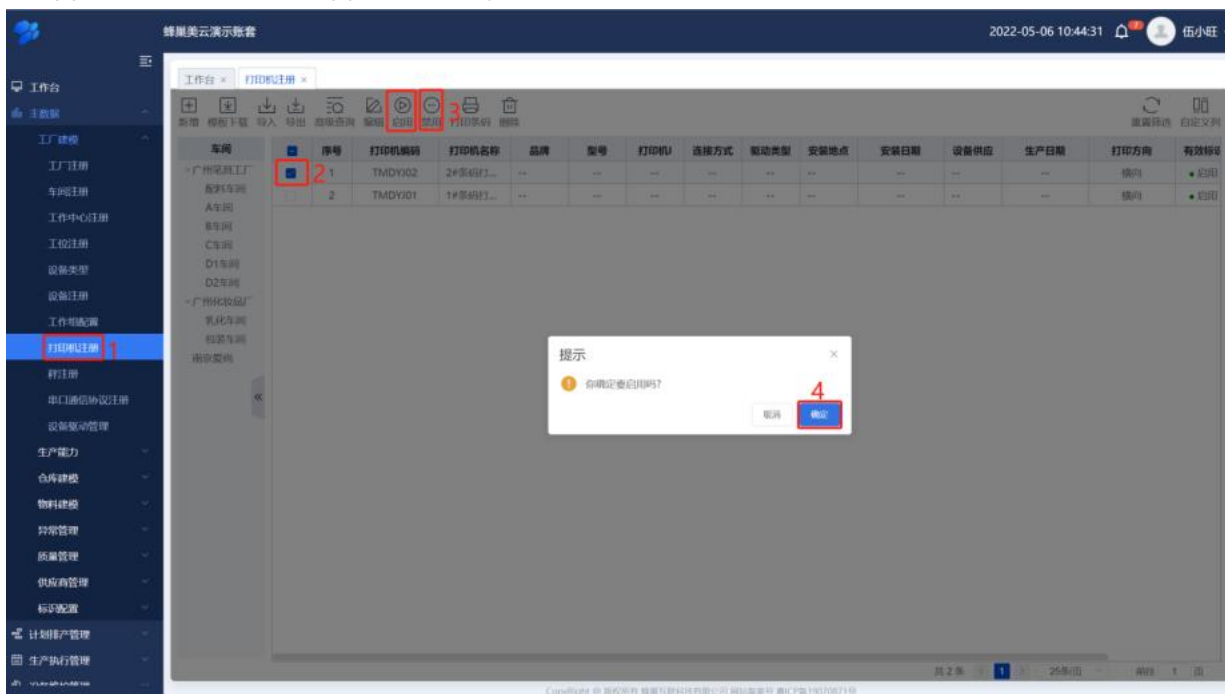 蜂巢美云演示账套
2022-05-06 10:44:31
伍小旺
工作台
主数据
工厂建模
工厂注册
车间注册
工作中心注册
工位注册
设备类型
设备注册
工作组配置
打印机注册
1
秤注册
串口通信协议注册
设备驱动管理
生产能力
仓库建模
物料建模
异常管理
质量管理
供应商管理
标识配置
计划排产管理
生产执行管理
工作台 ×
打印机注册 ×
新增 模板下载 导入 导出 高级查询 编辑 启用 禁用 打印条码 删除
3
重置筛选 自定义列
车间
配料车间
A车间
B车间
C车间
D1车间
D2车间
广州化妆品厂
乳化车间
包装车间
序号 打印机编码 打印机名称 品牌 型号 打印机U 连接方式 驱动类型 安装地点 安装日期 设备供应 生产日期 打印方向 有效标识
2
1 TMDYJ02 2#条码打... -- -- -- -- -- -- -- -- -- 横向 启用
2 TMDYJ01 1#条码打... -- -- -- -- -- -- -- -- -- 横向 启用
提示 ×
你确定要启用吗?
4
取消 确定
共 2 条 1 25条/页 前往 1 页